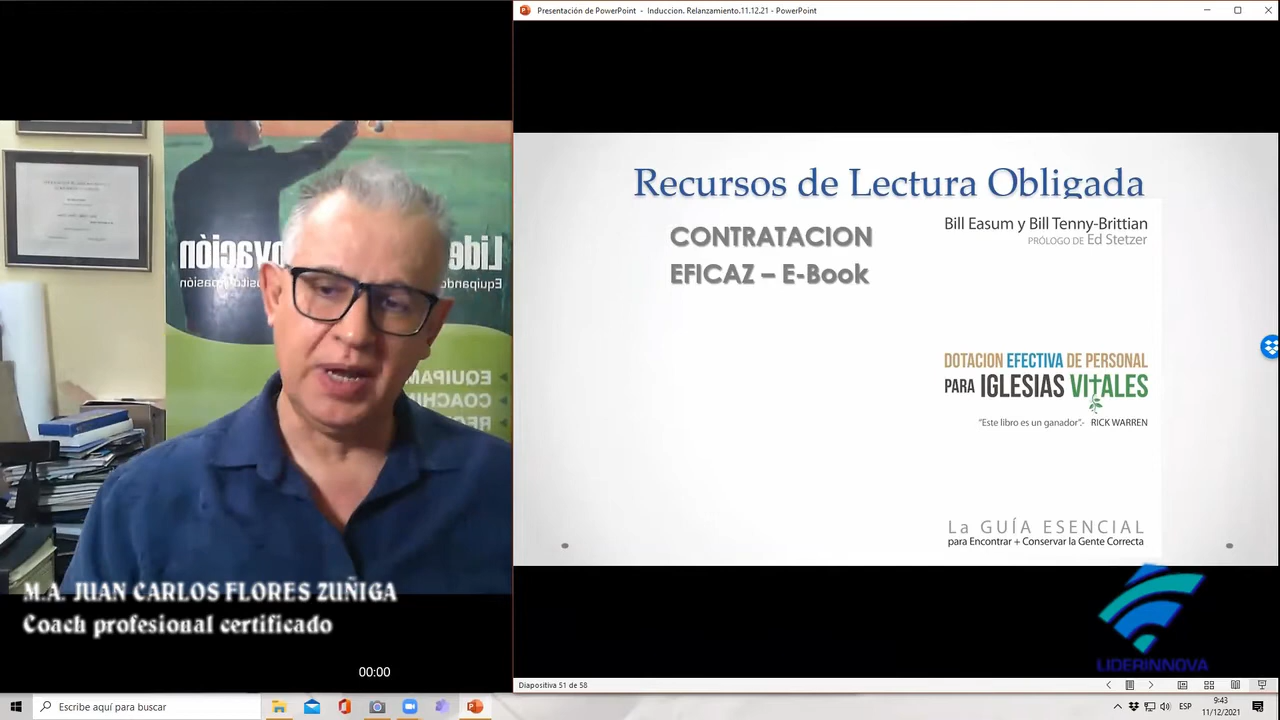 Presentación de PowerPoint - Induccion. Relanzamiento.11.12.21 - PowerPoint
Recursos de Lectura Obligada
CONTRATACION
EFICAZ – E-Book
Bill Easum y Bill Tenny-Brittian
PRÓLOGO DE Ed Stetzer
DOTACION EFECTIVA DE PERSONAL
PARA IGLESIAS VITALES
“Este libro es un ganador”.- RICK WARREN
La GUÍA ESENCIAL
para Encontrar + Conservar la Gente Correcta
EQUIPAM
COACHIN
M.A. JUAN CARLOS FLORES ZUÑIGA
Coach profesional certificado
00:00
LIDERINNOVA
Diapositiva 51 de 58
Escribe aquí para buscar
ESP
9:43
11/12/2021